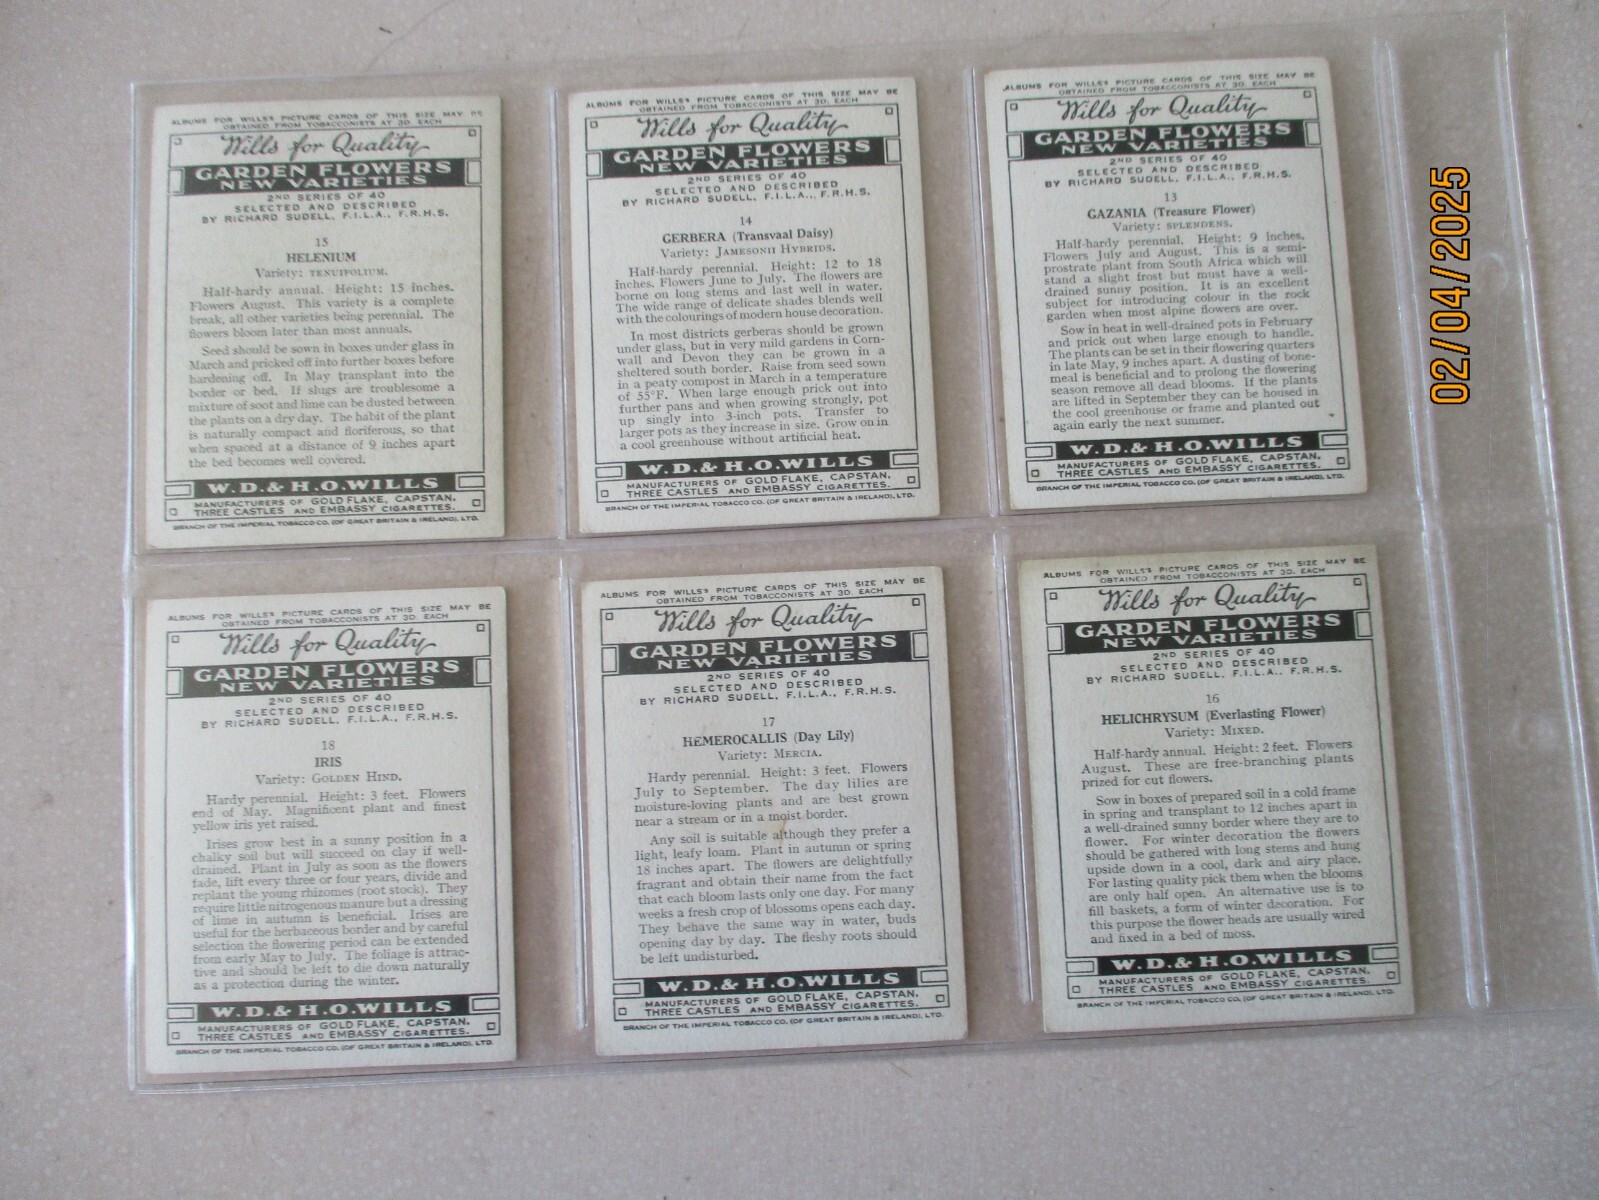 ALBUMS FOR WILLS'S PICTURE CARDS OF THIS SIZE MAY BE
OBTAINED FROM TOBACCONISTS AT 3D. EACH
Wills for Quality
GARDEN FLOWERS
NEW VARIETIES
2ND SERIES OF 40
SELECTED AND DESCRIBED
BY RICHARD SUDELL, F.I.L.A., F.R.H.S.
15
HELENIUM
Variety: TENUIFOLIUM.
Half-hardy annual. Height: 15 inches.
Flowers August. This variety is a complete
break, all other varieties being perennial. The
flowers bloom later than most annuals.
Seed should be sown in boxes under glass in
March and pricked off into further boxes before
hardening off. In May transplant into the
border or bed. If slugs are troublesome a
mixture of soot and lime can be dusted between
the plants on a dry day. The habit of the plant
is naturally compact and floriferous, so that
when spaced at a distance of 9 inches apart
the bed becomes well covered.
W.D. & H.O. WILLS
MANUFACTURERS OF GOLD FLAKE, CAPSTAN,
THREE CASTLES AND EMBASSY CIGARETTES.
BRANCH OF THE IMPERIAL TOBACCO CO. (OF GREAT BRITAIN & IRELAND), LTD.
ALBUMS FOR WILLS'S PICTURE CARDS OF THIS SIZE MAY BE
OBTAINED FROM TOBACCONISTS AT 3D. EACH
Wills for Quality
GARDEN FLOWERS
NEW VARIETIES
2ND SERIES OF 40
SELECTED AND DESCRIBED
BY RICHARD SUDELL, F.I.L.A., F.R.H.S.
14
GERBERA (Transvaal Daisy)
Variety: JAMESONII HYBRIDS.
Half-hardy perennial. Height: 12 to 18
inches. Flowers June to July. The flowers are
borne on long stems and last well in water.
The wide range of delicate shades blends well
with the colourings of modern house decoration.
In most districts gerberas should be grown
under glass, but in very mild gardens in Corn-
wall and Devon they can be grown in a
sheltered south border. Raise from seed sown
in a peaty compost in March in a temperature
of 55°F. When large enough prick out into
further pans and when growing strongly, pot
up singly into 3-inch pots. Transfer to
larger pots as they increase in size. Grow on in
a cool greenhouse without artificial heat.
W.D. & H.O. WILLS
MANUFACTURERS OF GOLD FLAKE, CAPSTAN,
THREE CASTLES AND EMBASSY CIGARETTES.
BRANCH OF THE IMPERIAL TOBACCO CO. (OF GREAT BRITAIN & IRELAND), LTD.
ALBUMS FOR WILLS'S PICTURE CARDS OF THIS SIZE MAY BE
OBTAINED FROM TOBACCONISTS AT 3D. EACH
Wills for Quality
GARDEN FLOWERS
NEW VARIETIES
2ND SERIES OF 40
SELECTED AND DESCRIBED
BY RICHARD SUDELL, F.I.L.A., F.R.H.S.
13
GAZANIA (Treasure Flower)
Variety: SPLENDENS.
Half-hardy perennial. Height: 9 inches.
Flowers July and August. This is a semi-
prostrate plant from South Africa which will
stand a slight frost but must have a well-
drained sunny position. It is an excellent
subject for introducing colour in the rock
garden when most alpine flowers are over.
Sow in heat in well-drained pots in February
and prick out when large enough to handle.
The plants can be set in their flowering quarters
in late May, 9 inches apart. A dusting of bone-
meal is beneficial and to prolong the flowering
season remove all dead blooms. If the plants
are lifted in September they can be housed in
the cool greenhouse or frame and planted out
again early the next summer.
W.D. & H.O. WILLS
MANUFACTURERS OF GOLD FLAKE, CAPSTAN,
THREE CASTLES AND EMBASSY CIGARETTES.
BRANCH OF THE IMPERIAL TOBACCO CO. (OF GREAT BRITAIN & IRELAND), LTD.
ALBUMS FOR WILLS'S PICTURE CARDS OF THIS SIZE MAY BE
OBTAINED FROM TOBACCONISTS AT 3D. EACH
Wills for Quality
GARDEN FLOWERS
NEW VARIETIES
2ND SERIES OF 40
SELECTED AND DESCRIBED
BY RICHARD SUDELL, F.I.L.A., F.R.H.S.
18
IRIS
Variety: GOLDEN HIND.
Hardy perennial. Height: 3 feet. Flowers
end of May. Magnificent plant and finest
yellow iris yet raised.
Irises grow best in a sunny position in a
chalky soil but will succeed on clay if well-
drained. Plant in July as soon as the flowers
fade, lift every three or four years, divide and
replant the young rhizomes (root stock). They
require little nitrogenous manure but a dressing
of lime in autumn is beneficial. Irises are
useful for the herbaceous border and by careful
selection the flowering period can be extended
from early May to July. The foliage is attrac-
tive and should be left to die down naturally
as a protection during the winter.
W.D. & H.O. WILLS
MANUFACTURERS OF GOLD FLAKE, CAPSTAN,
THREE CASTLES AND EMBASSY CIGARETTES.
BRANCH OF THE IMPERIAL TOBACCO CO. (OF GREAT BRITAIN & IRELAND), LTD.
ALBUMS FOR WILLS'S PICTURE CARDS OF THIS SIZE MAY BE
OBTAINED FROM TOBACCONISTS AT 3D. EACH
Wills for Quality
GARDEN FLOWERS
NEW VARIETIES
2ND SERIES OF 40
SELECTED AND DESCRIBED
BY RICHARD SUDELL, F.I.L.A., F.R.H.S.
17
HEMEROCALLIS (Day Lily)
Variety: MERCIA.
Hardy perennial. Height: 3 feet. Flowers
July to September. The day lilies are
moisture-loving plants and are best grown
near a stream or in a moist border.
Any soil is suitable although they prefer a
light, leafy loam. Plant in autumn or spring
18 inches apart. The flowers are delightfully
fragrant and obtain their name from the fact
that each bloom lasts only one day. For many
weeks a fresh crop of blossoms opens each day.
They behave the same way in water, buds
opening day by day. The fleshy roots should
be left undisturbed.
W.D. & H.O. WILLS
MANUFACTURERS OF GOLD FLAKE, CAPSTAN,
THREE CASTLES AND EMBASSY CIGARETTES.
BRANCH OF THE IMPERIAL TOBACCO CO. (OF GREAT BRITAIN & IRELAND), LTD.
ALBUMS FOR WILLS'S PICTURE CARDS OF THIS SIZE MAY BE
OBTAINED FROM TOBACCONISTS AT 3D. EACH
Wills for Quality
GARDEN FLOWERS
NEW VARIETIES
2ND SERIES OF 40
SELECTED AND DESCRIBED
BY RICHARD SUDELL, F.I.L.A., F.R.H.S.
16
HELICHRYSUM (Everlasting Flower)
Variety: MIXED.
Half-hardy annual. Height: 2 feet. Flowers
August. These are free-branching plants
prized for cut flowers.
Sow in boxes of prepared soil in a cold frame
in spring and transplant to 12 inches apart in
a well-drained sunny border where they are to
flower. For winter decoration the flowers
should be gathered with long stems and hung
upside down in a cool, dark and airy place.
For lasting quality pick them when the blooms
are only half open. An alternative use is to
fill baskets, a form of winter decoration. For
this purpose the flower heads are usually wired
and fixed in a bed of moss.
W.D. & H.O. WILLS
MANUFACTURERS OF GOLD FLAKE, CAPSTAN,
THREE CASTLES AND EMBASSY CIGARETTES.
BRANCH OF THE IMPERIAL TOBACCO CO. (OF GREAT BRITAIN & IRELAND), LTD.
02/04/2025